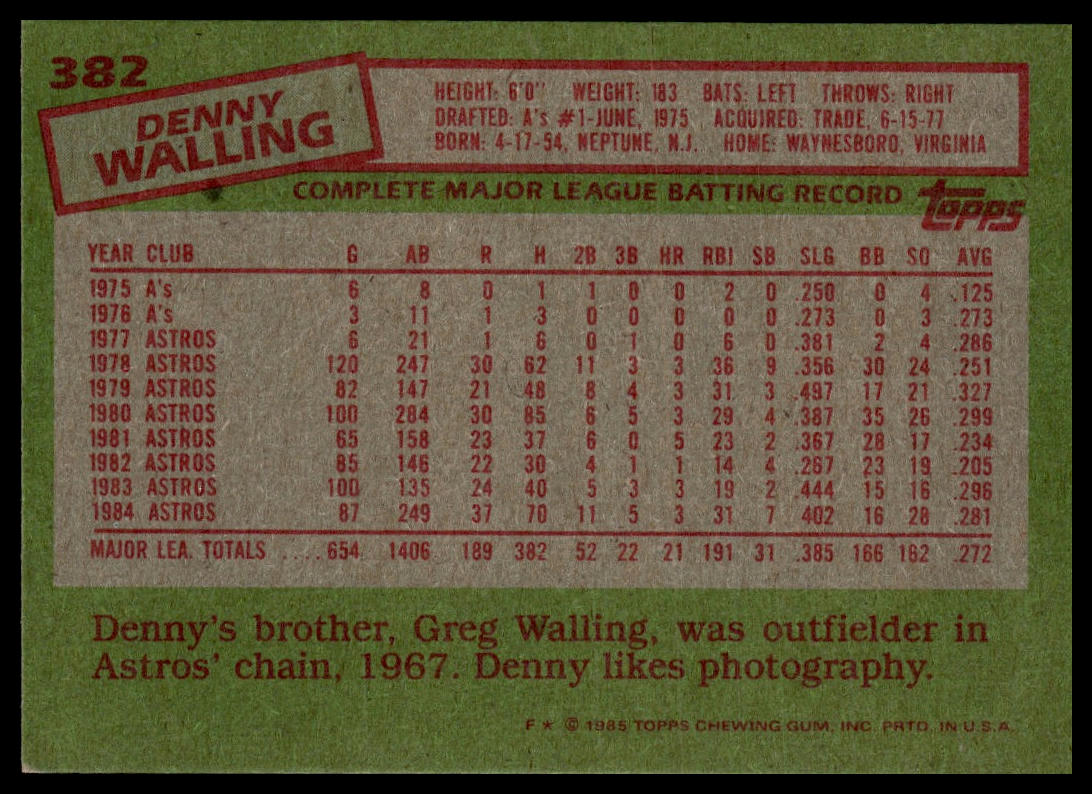 382
DENNY
WALLING
HEIGHT: 6'0" WEIGHT: 183 BATS: LEFT THROWS: RIGHT
DRAFTED: A's #1-JUNE, 1975 ACQUIRED: TRADE, 6-15-77
BORN: 4-17-54, NEPTUNE, N.J. HOME: WAYNESBORO, VIRGINIA
COMPLETE MAJOR LEAGUE BATTING RECORD topps
YEAR CLUB G AB R H 2B 3B HR RBI SB SLG BB SO AVG
1975 A's 6 8 0 1 1 0 0 2 0 .250 0 4 .125
1976 A's 3 11 1 3 0 0 0 0 0 .273 0 3 .273
1977 ASTROS 6 21 1 6 0 1 0 6 0 .381 2 4 .286
1978 ASTROS 120 247 30 62 11 3 3 36 9 .356 30 24 .251
1979 ASTROS 82 147 21 48 8 4 3 31 3 .497 17 21 .327
1980 ASTROS 100 284 30 85 6 5 3 29 4 .387 35 26 .299
1981 ASTROS 65 158 23 37 6 0 5 23 2 .367 28 17 .234
1982 ASTROS 85 146 22 30 4 1 1 14 4 .267 23 19 .205
1983 ASTROS 100 135 24 40 5 3 3 19 2 .444 15 16 .296
1984 ASTROS 87 249 37 70 11 5 3 31 7 .402 16 28 .281
MAJOR LEA. TOTALS ....654 1406 189 382 52 22 21 191 31 .385 166 162 .272
Denny's brother, Greg Walling, was outfielder in
Astros' chain, 1967. Denny likes photography.
F ★ © 1985 TOPPS CHEWING GUM, INC. PRTD. IN U.S.A.